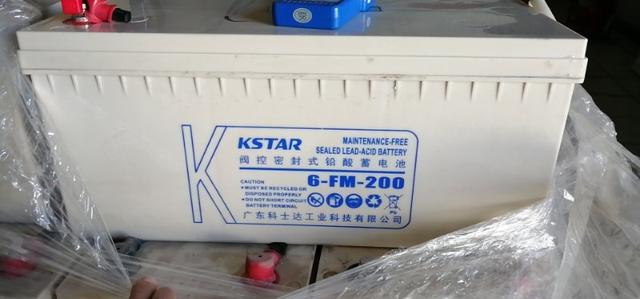 K
KSTAR
MAINTENANCE-FREE
SEALED LEAD-ACID BATTERY
阀控密封式铅酸蓄电池
CAUTION
6-FM-200
★MUST BE RECYCLED OR
DISPOSED PROPERLY
★DO NOT SHORT CIRCUIT
BATTERY TERMINAL
Pb
广东科士达工业科技有限公司